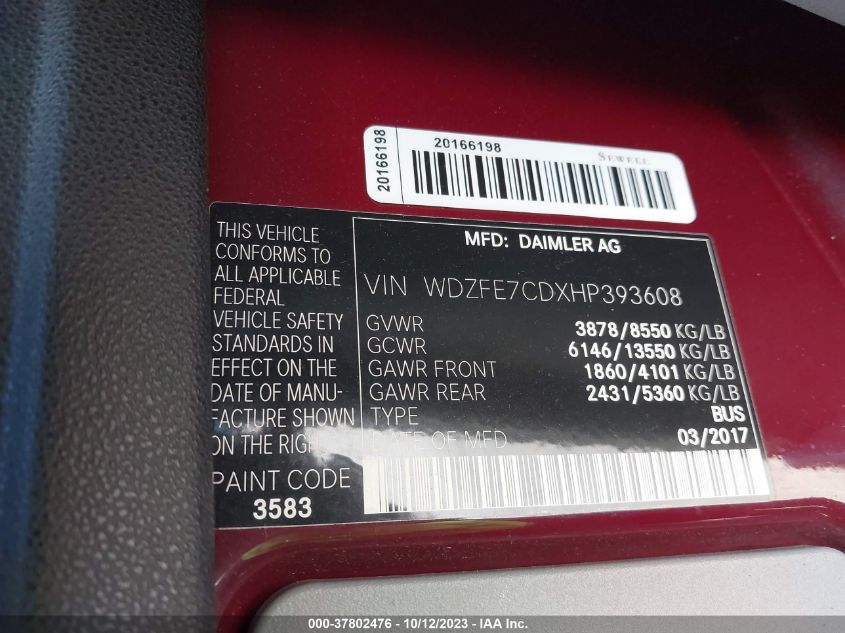 20166198
20166198
SEWELL
THIS VEHICLE
CONFORMS TO
ALL APPLICABLE
FEDERAL
VEHICLE SAFETY
STANDARDS IN
EFFECT ON THE
DATE OF MANU-
FACTURE SHOWN
ON THE RIGHT
PAINT CODE
3583
MFD: DAIMLER AG
VIN WDZFE7CDXHP393608
GVWR 3878/8550 KG/LB
GCWR 6146/13550 KG/LB
GAWR FRONT 1860/4101 KG/LB
GAWR REAR 2431/5360 KG/LB
TYPE BUS
DATE OF MFD 03/2017
000-37802476 - 10/12/2023 - IAA Inc.